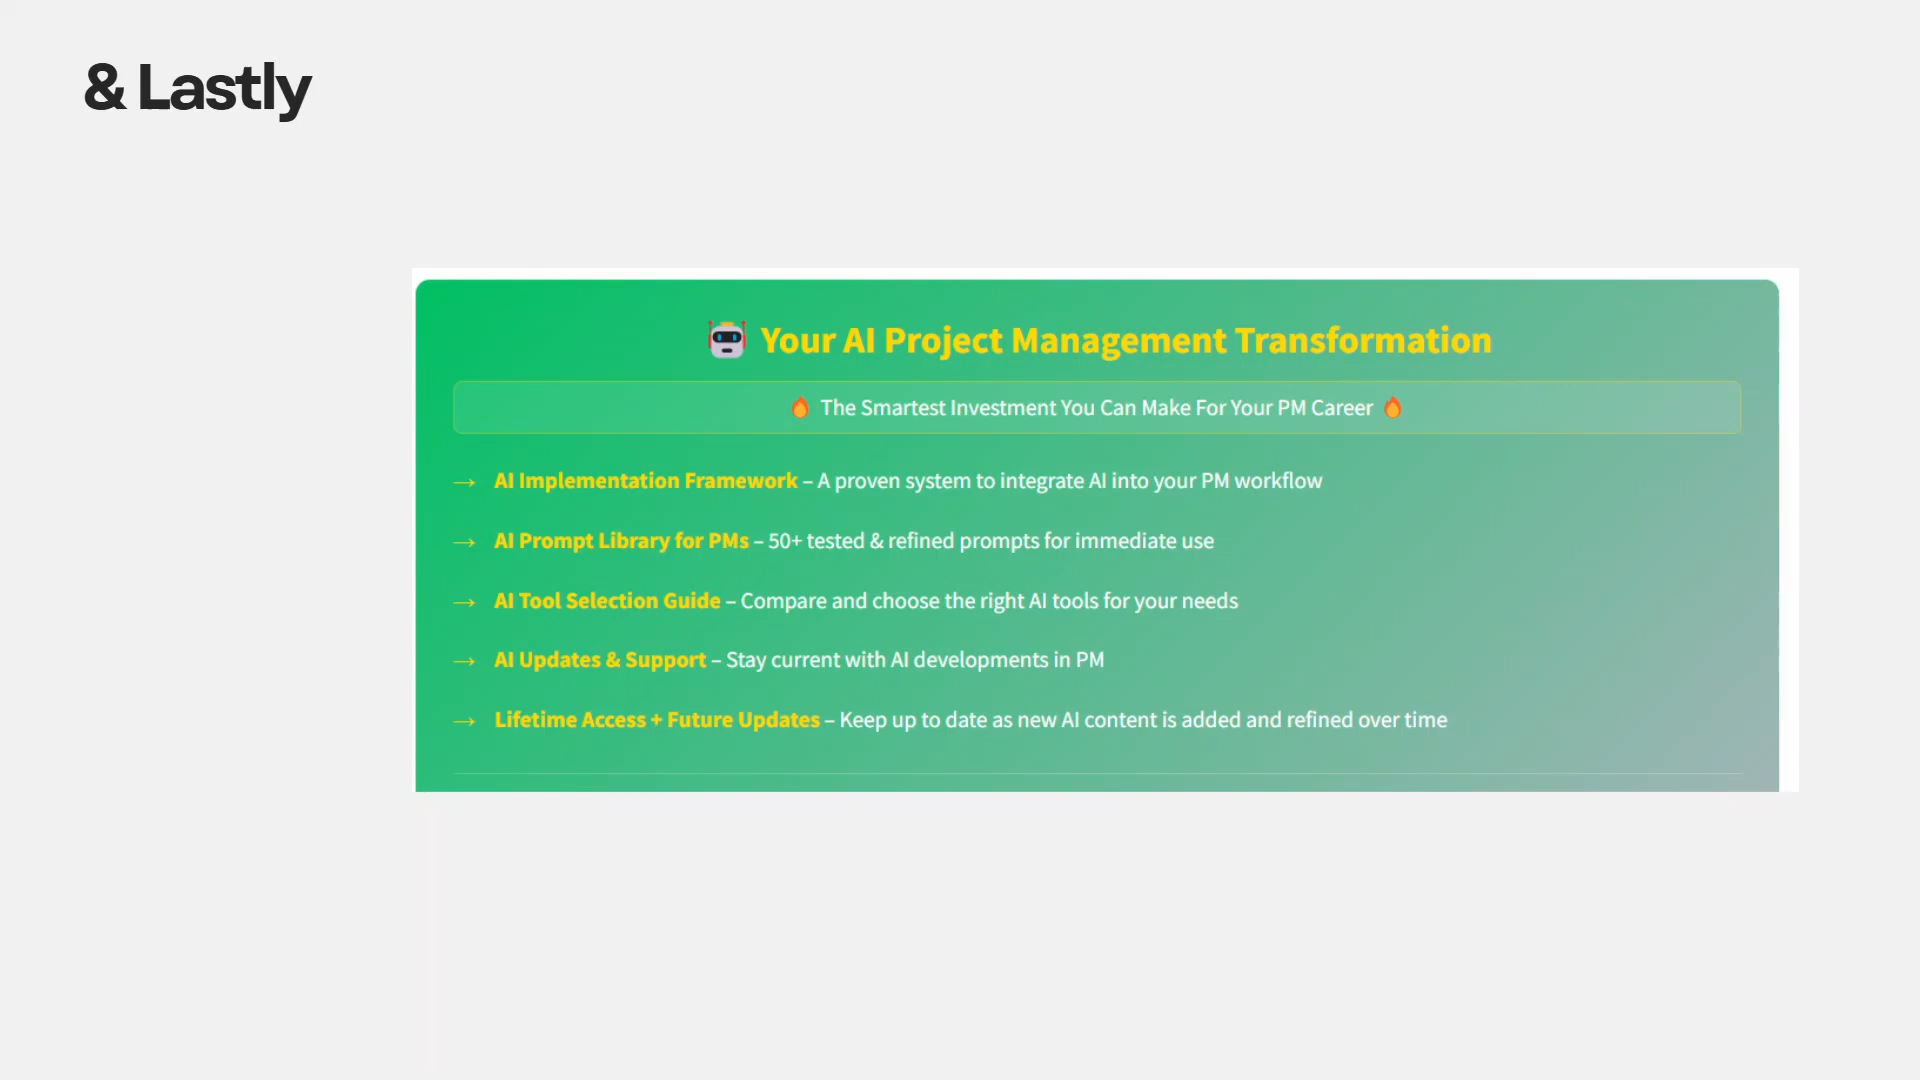 & Lastly
Your AI Project Management Transformation
The Smartest Investment You Can Make For Your PM Career
→ AI Implementation Framework – A proven system to integrate AI into your PM workflow
→ AI Prompt Library for PMs – 50+ tested & refined prompts for immediate use
→ AI Tool Selection Guide – Compare and choose the right AI tools for your needs
→ AI Updates & Support – Stay current with AI developments in PM
→ Lifetime Access + Future Updates – Keep up to date as new AI content is added and refined over time